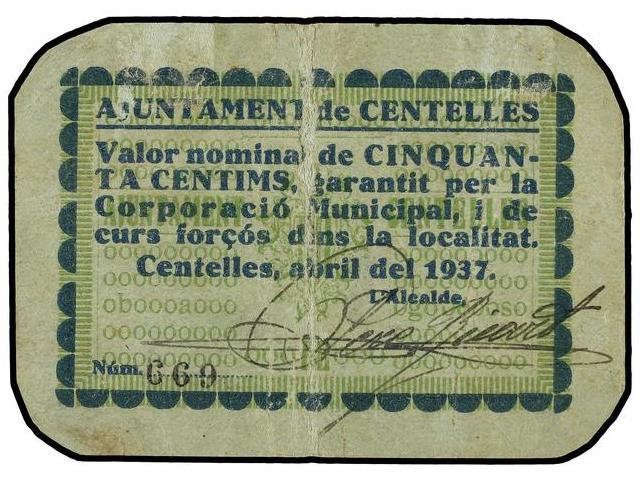 AJUNTAMENT de CENTELLES
Valor nominal de CINQUAN-
TA CENTIMS, garantit per la
Corporació Municipal, i de
curs forçós dins la localitat.
Centelles, abril del 1937.
L'Alcalde,
Núm. 669